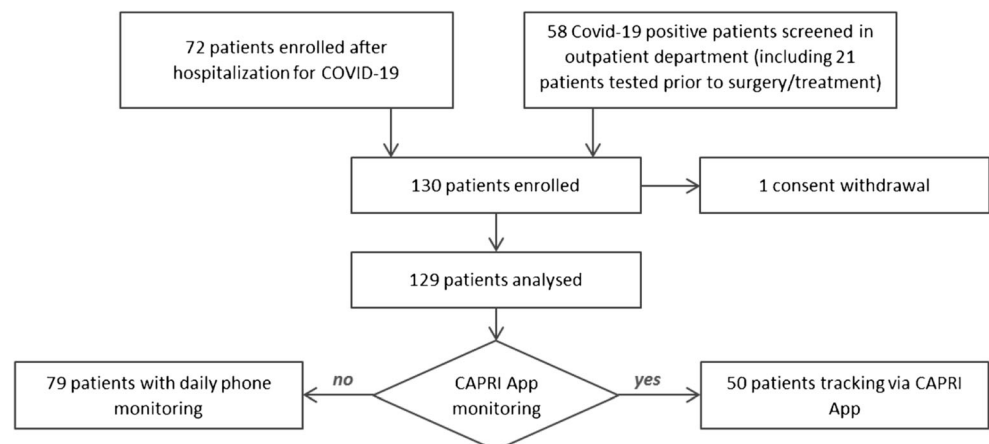 72 patients enrolled after
hospitalization for COVID-19
58 Covid-19 positive patients screened in
outpatient department (including 21
patients tested prior to surgery/treatment)
130 patients enrolled
1 consent withdrawal
129 patients analysed
79 patients with daily phone
monitoring
no
CAPRI App
monitoring
yes
50 patients tracking via CAPRI
App